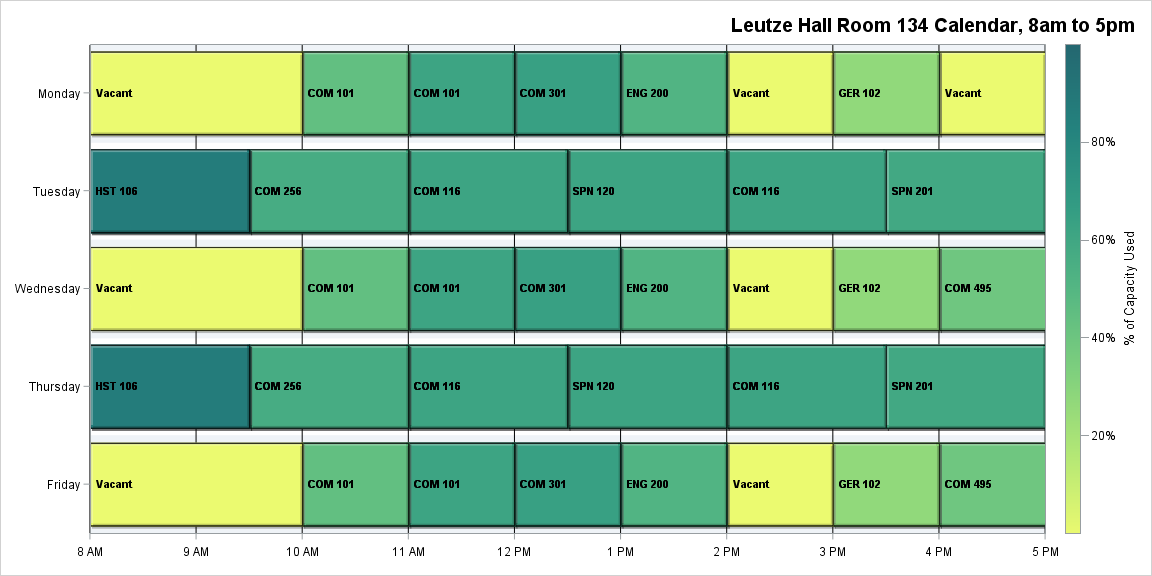 Leutze Hall Room 134 Calendar, 8am to 5pm
Monday Vacant COM 101 COM 101 COM 301 ENG 200 Vacant GER 102 Vacant
Tuesday HST 106 COM 256 COM 116 SPN 120 COM 116 SPN 201
Wednesday Vacant COM 101 COM 101 COM 301 ENG 200 Vacant GER 102 COM 495
Thursday HST 106 COM 256 COM 116 SPN 120 COM 116 SPN 201
Friday Vacant COM 101 COM 101 COM 301 ENG 200 Vacant GER 102 COM 495
8 AM 9 AM 10 AM 11 AM 12 PM 1 PM 2 PM 3 PM 4 PM 5 PM
80%
60%
40%
20%
% of Capacity Used